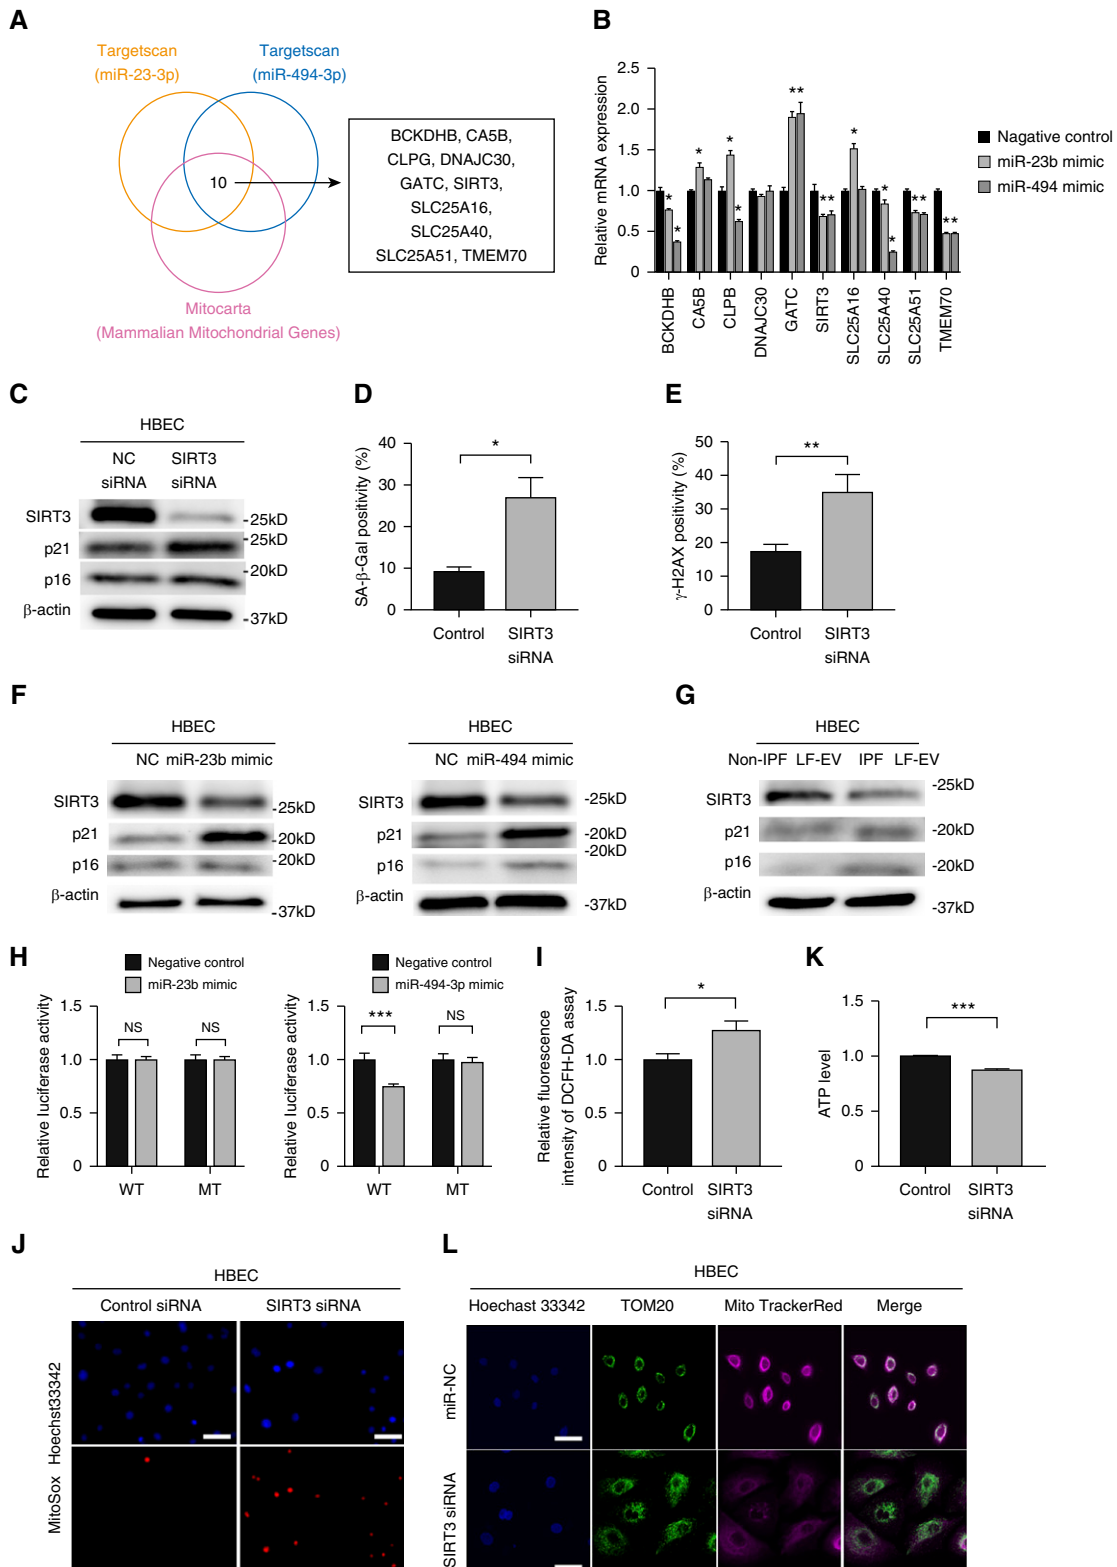 A
Targetscan
(miR-23-3p)
Targetscan
(miR-494-3p)
10
Mitocarta
(Mammalian Mitochondrial Genes)
BCKDHB, CA5B,
CLPG, DNAJC30,
GATC, SIRT3,
SLC25A16,
SLC25A40,
SLC25A51, TMEM70
B
Relative mRNA expression
2.5
2.0
1.5
1.0
0.5
0
* * * * * ** ** * * * ** **
BCKDHB
CA5B
CLPB
DNAJC30
GATC
SIRT3
SLC25A16
SLC25A40
SLC25A51
TMEM70
Nagative control
miR-23b mimic
miR-494 mimic
C
HBEC
NC siRNA
SIRT3 siRNA
SIRT3
-25kD
p21
-25kD
p16
-20kD
β-actin
-37kD
D
SA-β-Gal positivity (%)
40
30
20
10
0
*
Control
SIRT3
siRNA
E
γ-H2AX positivity (%)
50
40
30
20
10
0
**
Control
SIRT3
siRNA
F
HBEC
NC miR-23b mimic
SIRT3
-25kD
p21
-20kD
p16
-20kD
β-actin
-37kD
HBEC
NC miR-494 mimic
SIRT3
-25kD
p21
-20kD
-20kD
p16
β-actin
-37kD
G
HBEC
Non-IPF LF-EV IPF LF-EV
SIRT3
-25kD
p21
-20kD
p16
-20kD
β-actin
-37kD
H
Negative control
miR-23b mimic
Relative luciferase activity
1.5
1.0
0.5
0
NS
NS
WT
MT
Negative control
miR-494-3p mimic
Relative luciferase activity
1.5
1.0
0.5
0
***
NS
WT
MT
I
Relative fluorescence
intensity of DCFH-DA assay
1.5
1.0
0.5
0
*
Control
SIRT3
siRNA
K
ATP level
1.5
1.0
0.5
0
***
Control
SIRT3
siRNA
J
HBEC
Control siRNA
SIRT3 siRNA
Hoechst33342
MitoSox
L
HBEC
Hoechast 33342
TOM20
Mito TrackerRed
Merge
miR-NC
SIRT3 siRNA